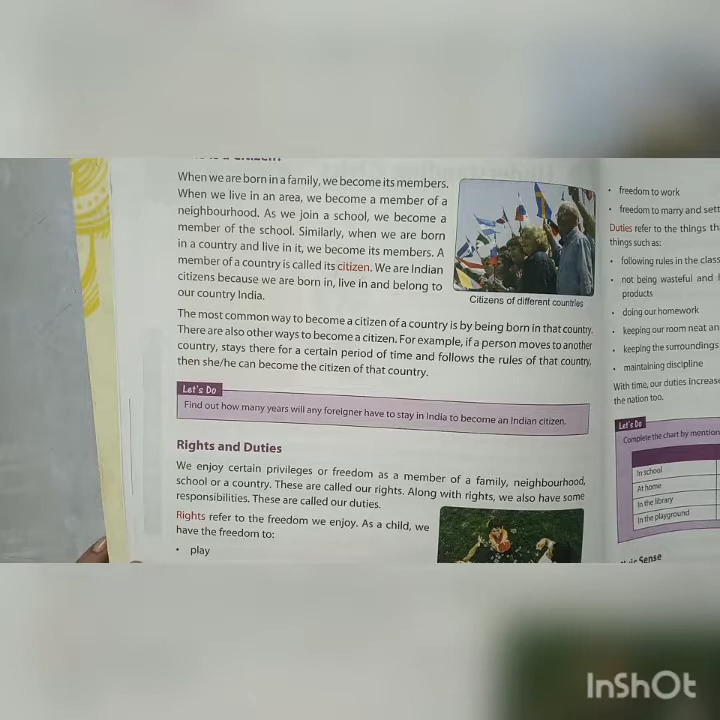 When we are born in a family, we become its members.
When we live in an area, we become a member of a
neighbourhood. As we join a school, we become a
member of the school. Similarly, when we are born
in a country and live in it, we become its members. A
member of a country is called its citizen. We are Indian
citizens because we are born in, live in and belong to
our country India.
Citizens of different countries
The most common way to become a citizen of a country is by being born in that country.
There are also other ways to become a citizen. For example, if a person moves to another
country, stays there for a certain period of time and follows the rules of that country,
then she/he can become the citizen of that country.
Let's Do
Find out how many years will any foreigner have to stay in India to become an Indian citizen.
Rights and Duties
We enjoy certain privileges or freedom as a member of a family, neighbourhood,
school or a country. These are called our rights. Along with rights, we also have some
responsibilities. These are called our duties.
Rights refer to the freedom we enjoy. As a child, we
have the freedom to:
• play
• freedom to work
• freedom to marry and sett
Duties refer to the things th
things such as:
• following rules in the class
• not being wasteful and
products
• doing our homework
• keeping our room neat an
• keeping the surroundings
• maintaining discipline
With time, our duties increase
the nation too.
Let's Do
Complete the chart by mention
In school
At home
In the library
In the playground
Sense
InShOt